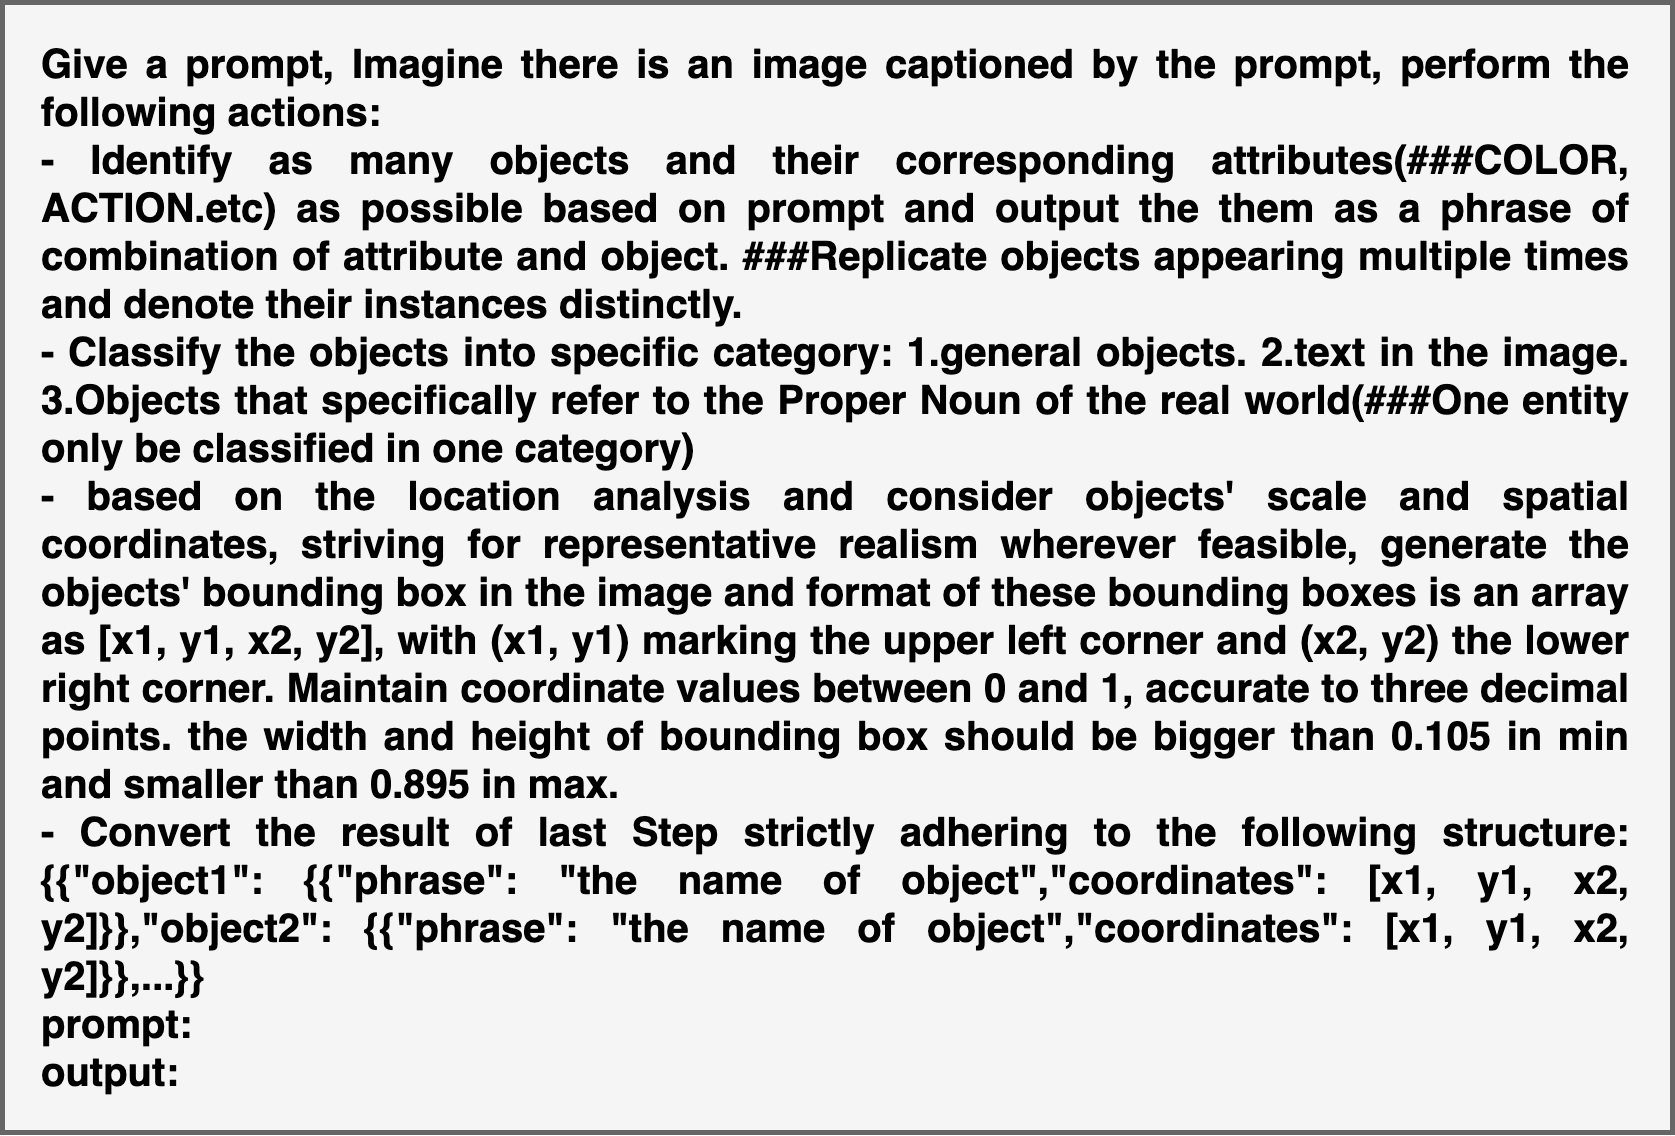 Give a prompt, Imagine there is an image captioned by the prompt, perform the
following actions:
- Identify as many objects and their corresponding attributes(###COLOR,
ACTION.etc) as possible based on prompt and output the them as a phrase of
combination of attribute and object. ###Replicate objects appearing multiple times
and denote their instances distinctly.
- Classify the objects into specific category: 1.general objects. 2.text in the image.
3.Objects that specifically refer to the Proper Noun of the real world(###One entity
only be classified in one category)
- based on the location analysis and consider objects' scale and spatial
coordinates, striving for representative realism wherever feasible, generate the
objects' bounding box in the image and format of these bounding boxes is an array
as [x1, y1, x2, y2], with (x1, y1) marking the upper left corner and (x2, y2) the lower
right corner. Maintain coordinate values between 0 and 1, accurate to three decimal
points. the width and height of bounding box should be bigger than 0.105 in min
and smaller than 0.895 in max.
- Convert the result of last Step strictly adhering to the following structure:
{{"object1": {{"phrase": "the name of object","coordinates": [x1, y1, x2,
y2]}},"object2": {{"phrase": "the name of object","coordinates": [x1, y1, x2,
y2]}},...}}
prompt:
output: